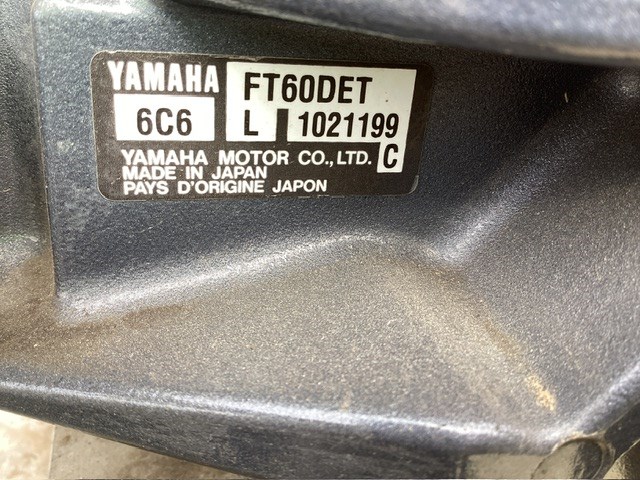 YAMAHA FT60DET
6C6 L 1021199
YAMAHA MOTOR CO.,LTD. C
MADE IN JAPAN
PAYS D'ORIGINE JAPON